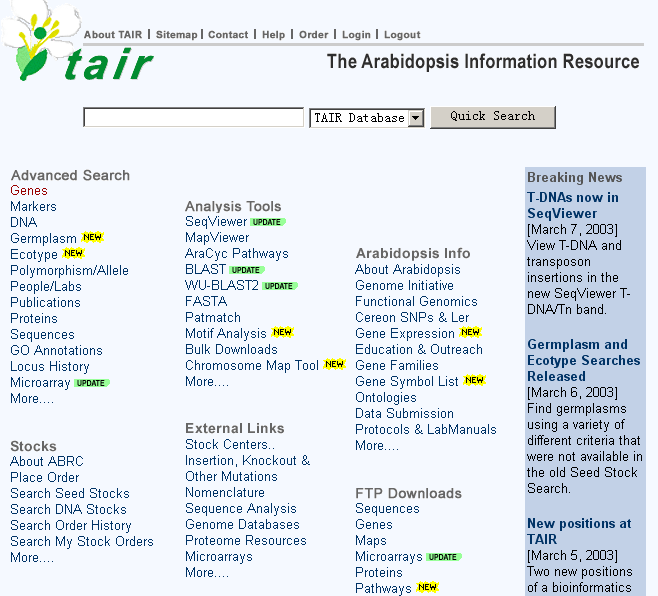 About TAIR | Sitemap | Contact | Help | Order | Login | Logout
tair
The Arabidopsis Information Resource
TAIR Database
Quick Search
Advanced Search
Genes
Markers
DNA
Germplasm NEW
Ecotype NEW
Polymorphism/Allele
People/Labs
Publications
Proteins
Sequences
GO Annotations
Locus History
Microarray UPDATE
More....
Stocks
About ABRC
Place Order
Search Seed Stocks
Search DNA Stocks
Search Order History
Search My Stock Orders
More....
Analysis Tools
SeqViewer UPDATE
MapViewer
AraCyc Pathways
BLAST UPDATE
WU-BLAST2 UPDATE
FASTA
Patmatch
Motif Analysis NEW
Bulk Downloads
Chromosome Map Tool NEW
More....
External Links
Stock Centers..
Insertion, Knockout &
Other Mutations
Nomenclature
Sequence Analysis
Genome Databases
Proteome Resources
Microarrays
More....
Arabidopsis Info
About Arabidopsis
Genome Initiative
Functional Genomics
Cereon SNPs & Ler
Gene Expression NEW
Education & Outreach
Gene Families
Gene Symbol List NEW
Ontologies
Data Submission
Protocols & LabManuals
More....
FTP Downloads
Sequences
Genes
Maps
Microarrays UPDATE
Proteins
Pathways NEW
Breaking News
T-DNAs now in
SeqViewer
[March 7, 2003]
View T-DNA and
transposon
insertions in the
new SeqViewer T-
DNA/Tn band.
Germplasm and
Ecotype Searches
Released
[March 6, 2003]
Find germplasms
using a variety of
different criteria that
were not available in
the old Seed Stock
Search.
New positions at
TAIR
[March 5, 2003]
Two new positions
of a bioinformatics